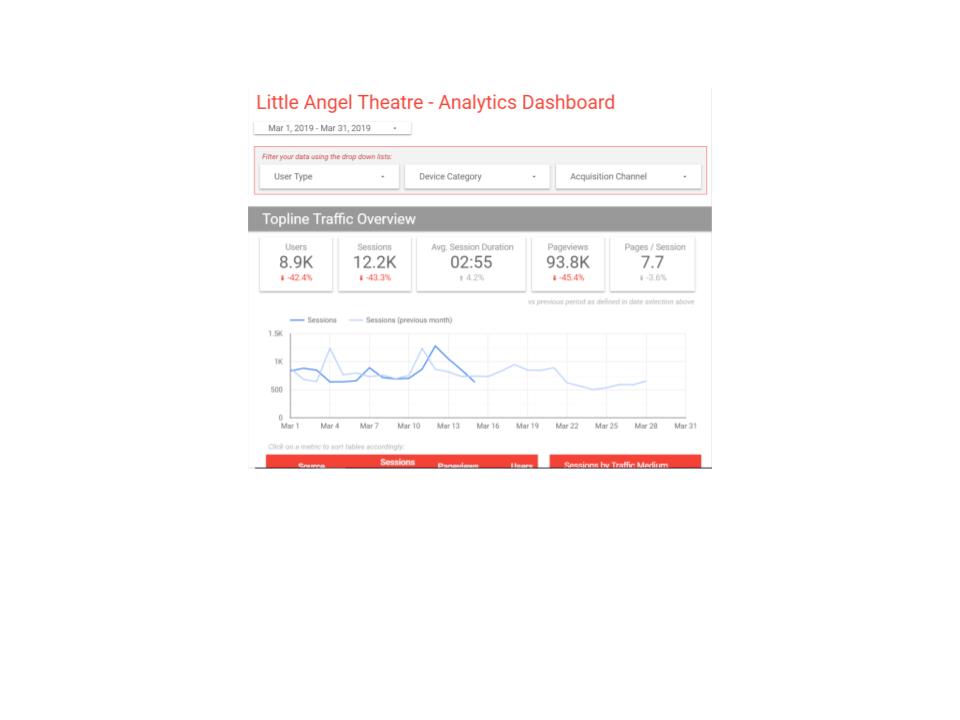 Little Angel Theatre - Analytics Dashboard
Mar 1, 2019 - Mar 31, 2019
Filter your data using the drop down lists:
User Type Device Category Acquisition Channel
Topline Traffic Overview
Users Sessions Avg. Session Duration Pageviews Pages / Session
8.9K 12.2K 02:55 93.8K 7.7
-42.4% -43.3% 4.2% -45.4% -3.6%
vs previous period as defined in date selection above
Sessions Sessions (previous month)
1.5K
1K
500
0
Mar 1 Mar 4 Mar 7 Mar 10 Mar 13 Mar 16 Mar 19 Mar 22 Mar 25 Mar 28 Mar 31
Click on a metric to sort tables accordingly:
Source Sessions Pageviews Users Sessions by Traffic Medium